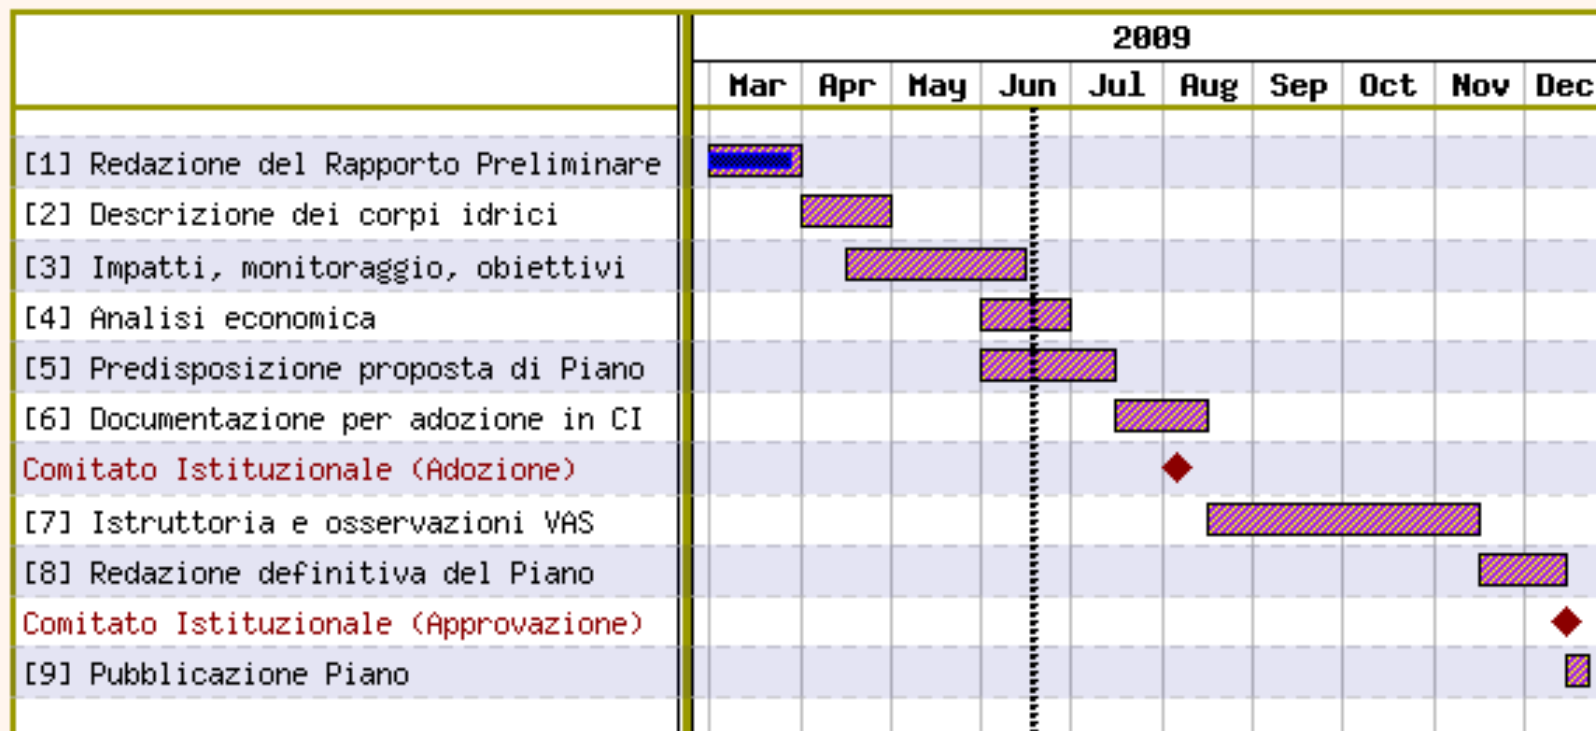 2009
Mar Apr May Jun Jul Aug Sep Oct Nov Dec
[1] Redazione del Rapporto Preliminare
[2] Descrizione dei corpi idrici
[3] Impatti, monitoraggio, obiettivi
[4] Analisi economica
[5] Predisposizione proposta di Piano
[6] Documentazione per adozione in CI
Comitato Istituzionale (Adozione)
[7] Istruttoria e osservazioni VAS
[8] Redazione definitiva del Piano
Comitato Istituzionale (Approvazione)
[9] Pubblicazione Piano